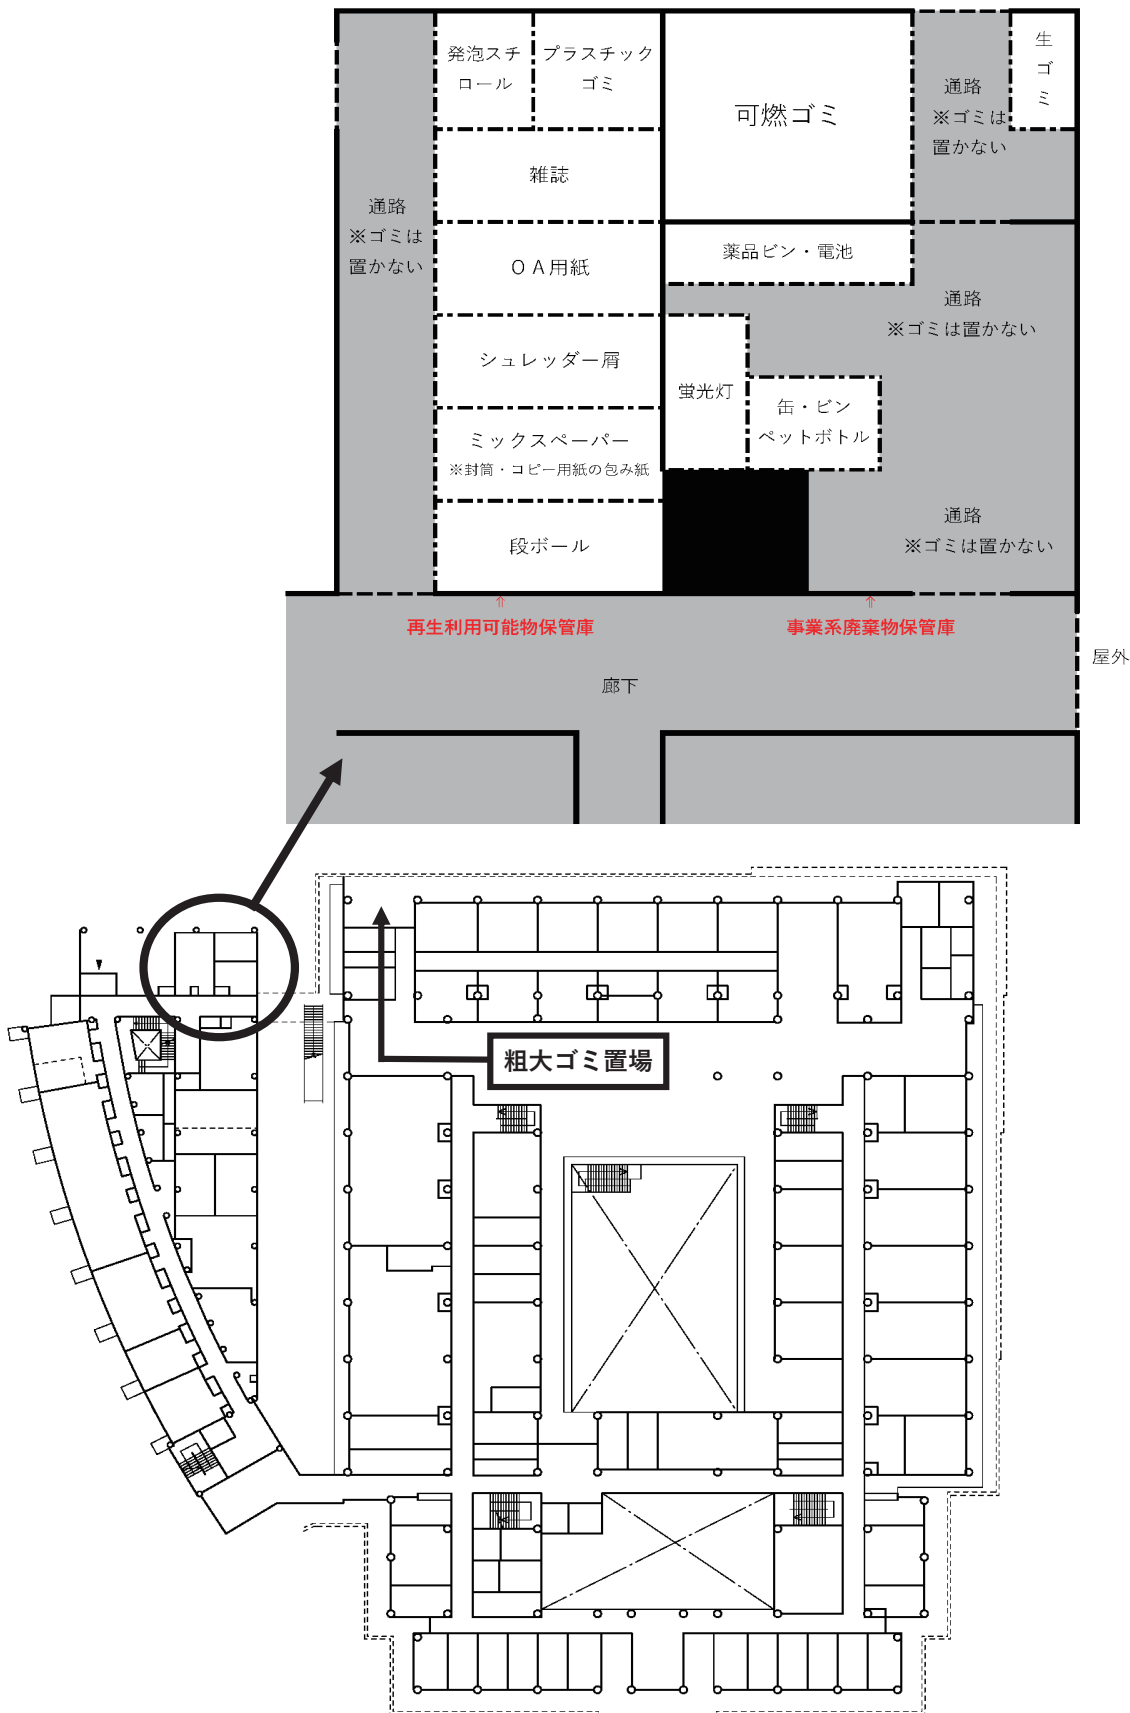 発泡スチ
ロール
プラスチック
ゴミ
可燃ゴミ
通路
※ゴミは
置かない
生
ゴ
ミ
雑誌
通路
※ゴミは
置かない
ＯＡ用紙
薬品ビン・電池
通路
※ゴミは置かない
シュレッダー屑
蛍光灯
缶・ビン
ペットボトル
ミックスペーパー
※封筒・コピー用紙の包み紙
段ボール
通路
※ゴミは置かない
⇑
再生利用可能物保管庫
⇑
事業系廃棄物保管庫
屋外
廊下
粗大ゴミ置場